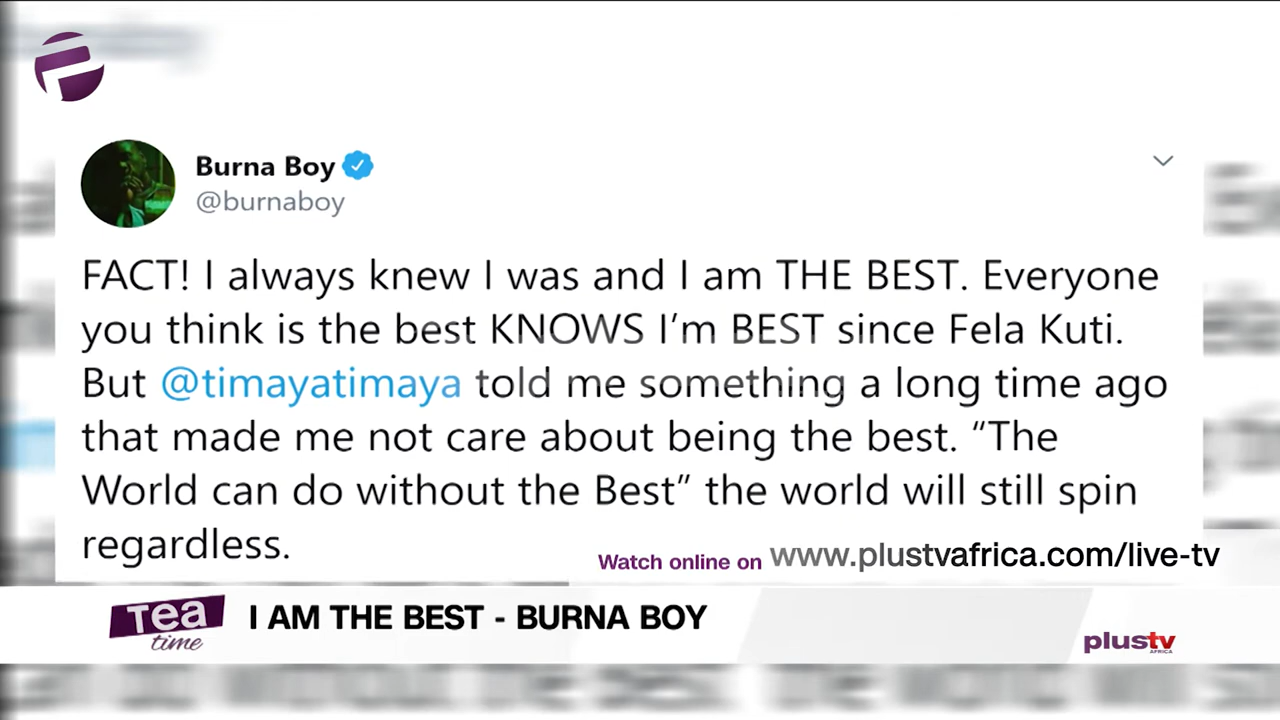 Burna Boy
@burnaboy
FACT! I always knew I was and I am THE BEST. Everyone
you think is the best KNOWS I'm BEST since Fela Kuti.
But @timayatimaya told me something a long time ago
that made me not care about being the best. “The
World can do without the Best” the world will still spin
regardless.
Watch online on www.plustvafrica.com/live-tv
Tea
time
I AM THE BEST - BURNA BOY
plustv
AFRICA